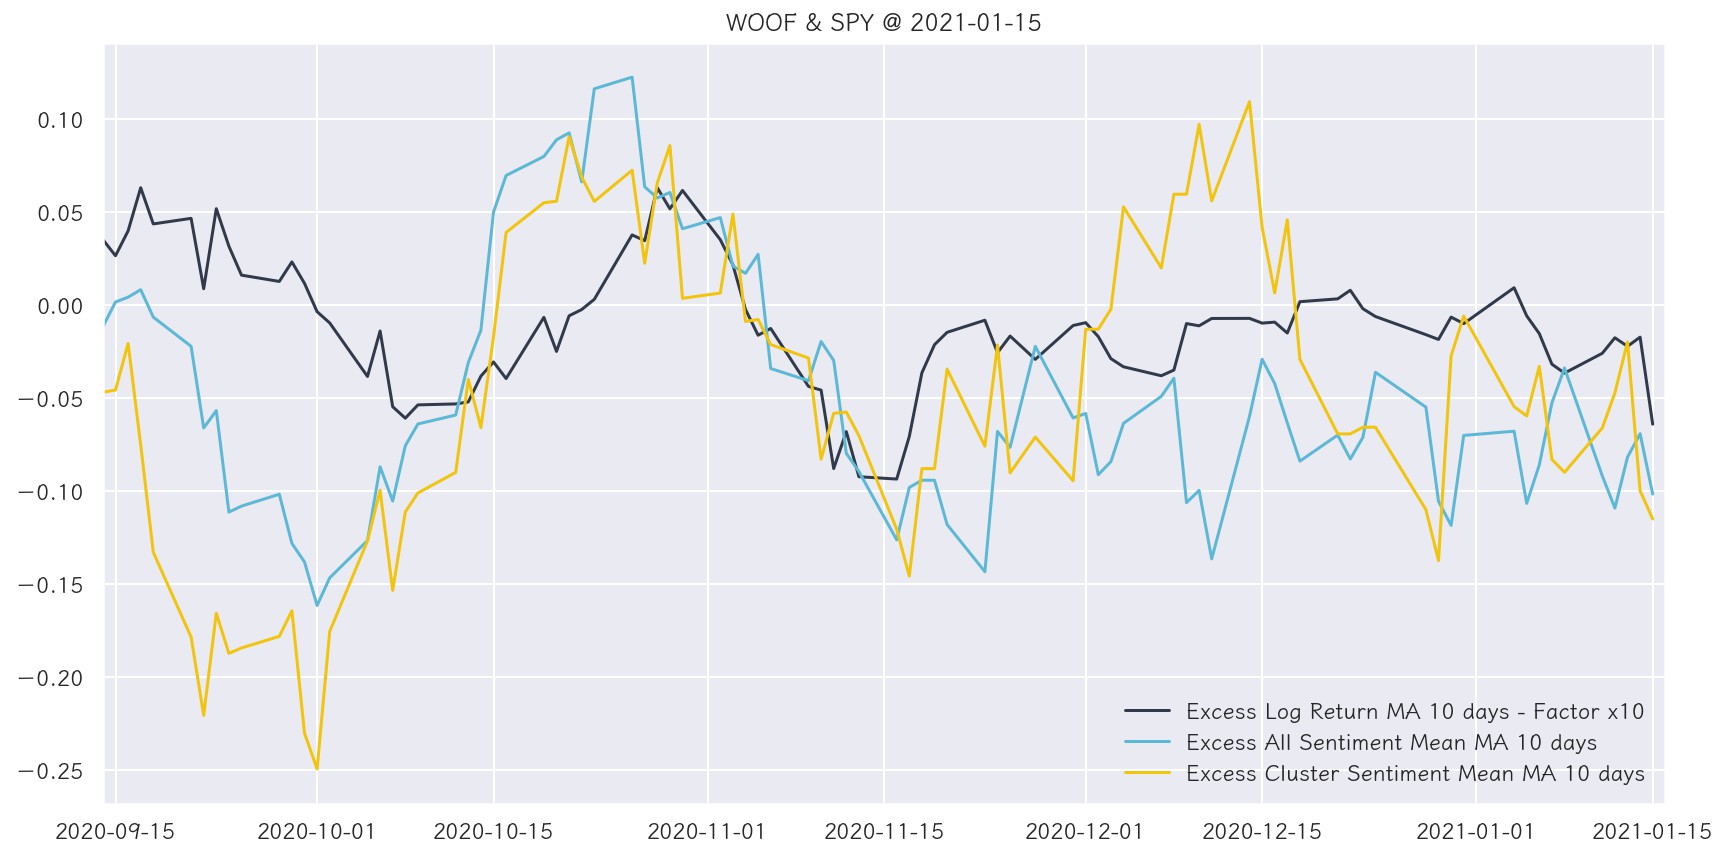 WOOF & SPY @ 2021-01-15
0.10
0.05
0.00
−0.05
−0.10
−0.15
−0.20
−0.25
Excess Log Return MA 10 days - Factor x10
Excess All Sentiment Mean MA 10 days
Excess Cluster Sentiment Mean MA 10 days
2020-09-15 2020-10-01 2020-10-15 2020-11-01 2020-11-15 2020-12-01 2020-12-15 2021-01-01 2021-01-15